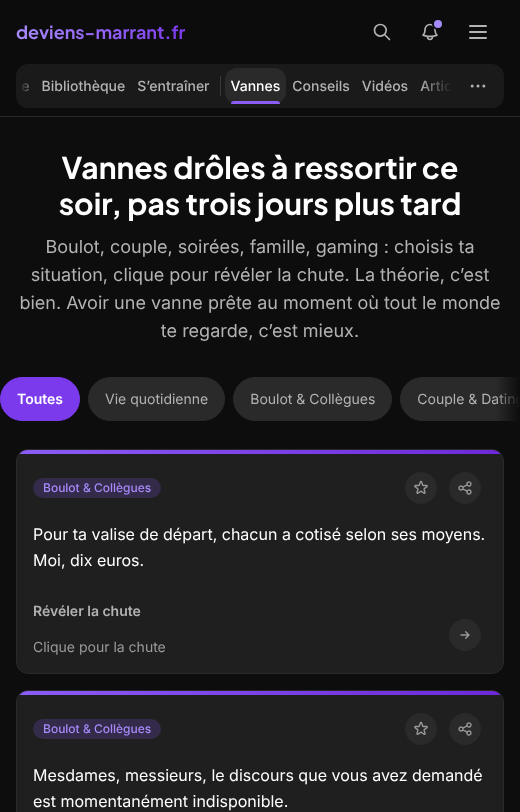 deviens-marrant.fr
e Bibliothèque S’entraîner Vannes Conseils Vidéos Artic
Vannes drôles à ressortir ce
soir, pas trois jours plus tard
Boulot, couple, soirées, famille, gaming : choisis ta
situation, clique pour révéler la chute. La théorie, c’est
bien. Avoir une vanne prête au moment où tout le monde
te regarde, c’est mieux.
Toutes Vie quotidienne Boulot & Collègues Couple & Datin
Boulot & Collègues
Pour ta valise de départ, chacun a cotisé selon ses moyens.
Moi, dix euros.
Révéler la chute
Clique pour la chute
Boulot & Collègues
Mesdames, messieurs, le discours que vous avez demandé
est momentanément indisponible.